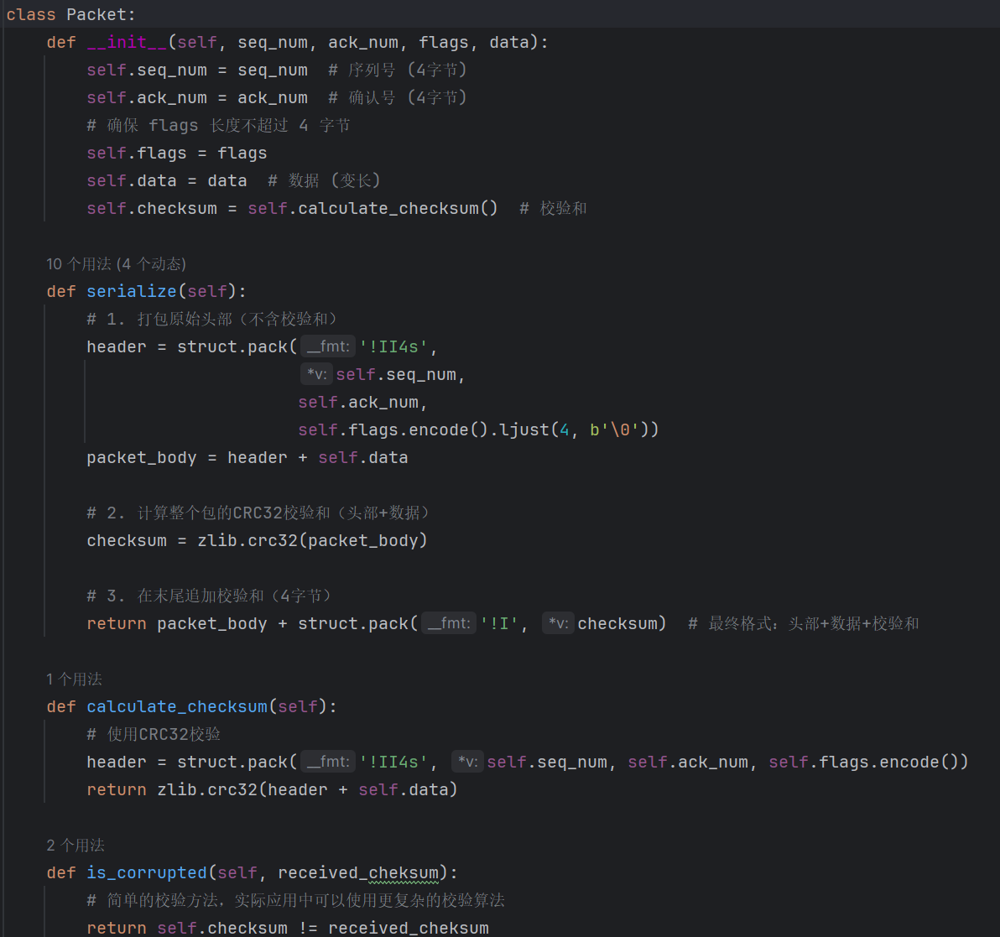 class Packet:
def __init__(self, seq_num, ack_num, flags, data):
self.seq_num = seq_num  # 序列号 (4字节)
self.ack_num = ack_num  # 确认号 (4字节)
# 确保 flags 长度不超过 4 字节
self.flags = flags
self.data = data  # 数据 (变长)
self.checksum = self.calculate_checksum()  # 校验和
10 个用法 (4 个动态)
def serialize(self):
# 1. 打包原始头部（不含校验和）
header = struct.pack( __fmt: '!II4s',
*v: self.seq_num,
self.ack_num,
self.flags.encode().ljust(4, b'\0'))
packet_body = header + self.data
# 2. 计算整个包的CRC32校验和（头部+数据）
checksum = zlib.crc32(packet_body)
# 3. 在末尾追加校验和（4字节）
return packet_body + struct.pack( __fmt: '!I', *v: checksum)  # 最终格式：头部+数据+校验和
1 个用法
def calculate_checksum(self):
# 使用CRC32校验
header = struct.pack( __fmt: '!II4s', *v: self.seq_num, self.ack_num, self.flags.encode())
return zlib.crc32(header + self.data)
2 个用法
def is_corrupted(self, received_cheksum):
# 简单的校验方法，实际应用中可以使用更复杂的校验算法
return self.checksum != received_cheksum